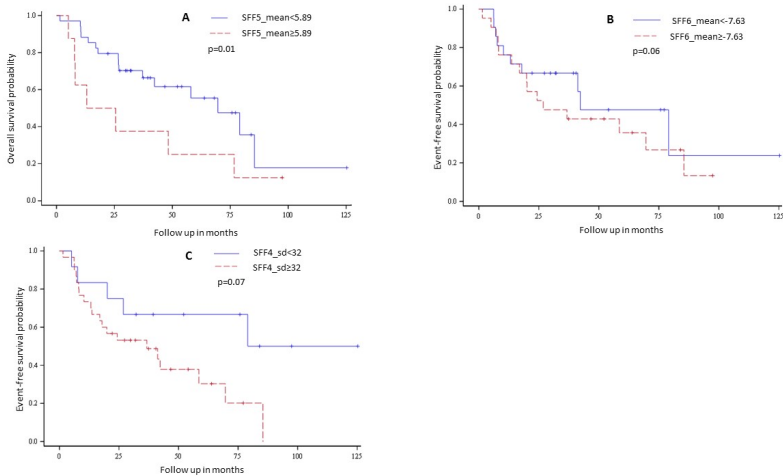 A
SFF5_mean<5.89
SFF5_mean≥5.89
p=0.01
Overall survival probability
1.0
0.8
0.6
0.4
0.2
0.0
0 25 50 75 100 125
Follow up in months
B
SFF6_mean<-7.63
SFF6_mean≥-7.63
p=0.06
Event-free survival probability
1.0
0.8
0.6
0.4
0.2
0.0
0 25 50 75 100 125
Follow up in months
C
SFF4_sd<32
SFF4_sd≥32
p=0.07
Event-free survival probability
1.0
0.8
0.6
0.4
0.2
0.0
0 25 50 75 100 125
Follow up in months